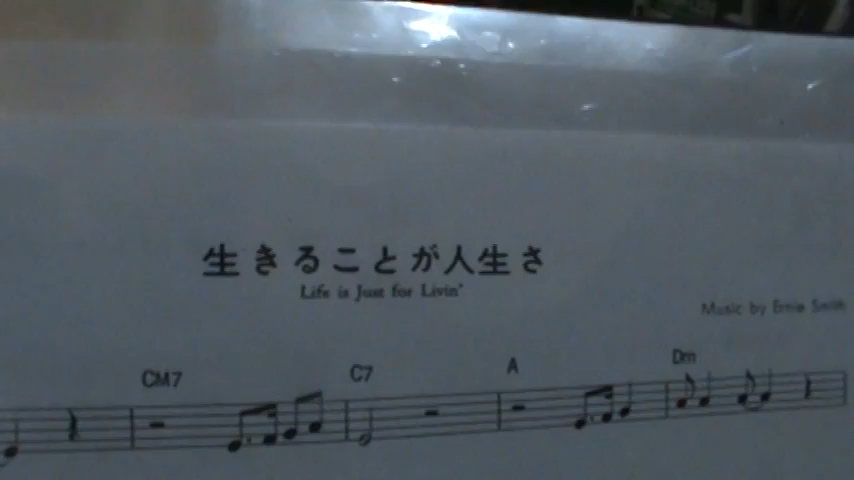 生きることが人生さ
Life is Just for Livin'
Music by Ernie Smith
CM7 C7 A Dm